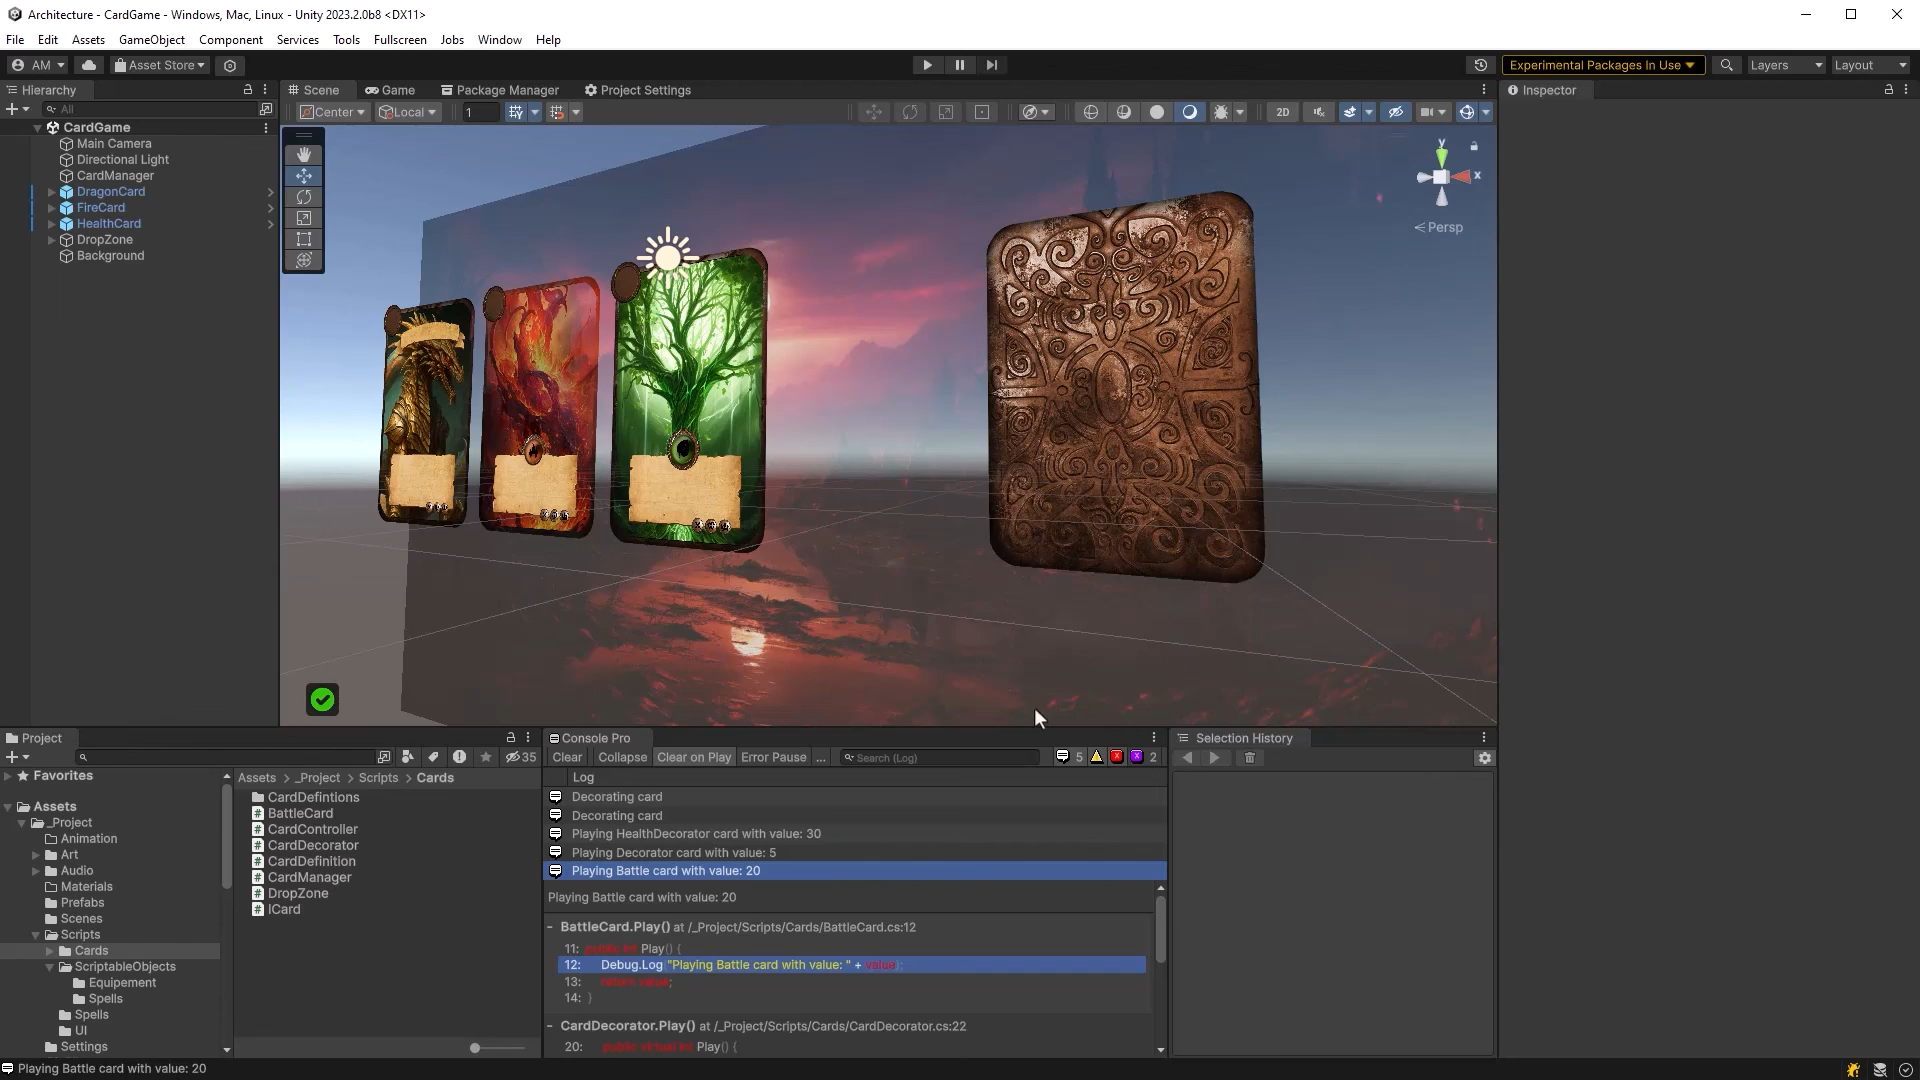 Architecture - CardGame - Windows, Mac, Linux - Unity 2023.2.0b8 <DX11>
File Edit Assets GameObject Component Services Tools Fullscreen Jobs Window Help
AM Asset Store Experimental Packages In Use Layers Layout
Hierarchy
All
CardGame
Main Camera
Directional Light
CardManager
DragonCard
FireCard
HealthCard
DropZone
Background
Scene Game Package Manager Project Settings
Center Local 1 2D
y
x
Persp
Inspector
Project
35
Favorites
Assets
_Project
Animation
Art
Audio
Materials
Prefabs
Scenes
Scripts
Cards
ScriptableObjects
Equipement
Spells
Spells
UI
Settings
Assets > _Project > Scripts > Cards
CardDefintions
BattleCard
CardController
CardDecorator
CardDefinition
CardManager
DropZone
ICard
Console Pro
Clear Collapse Clear on Play Error Pause ... Search (Log) 5 2
Log
Decorating card
Decorating card
Playing HealthDecorator card with value: 30
Playing Decorator card with value: 5
Playing Battle card with value: 20
Playing Battle card with value: 20
- BattleCard.Play() at /_Project/Scripts/Cards/BattleCard.cs:12
11: public int Play() {
12: Debug.Log("Playing Battle card with value: " + value);
13: return value;
14: }
- CardDecorator.Play() at /_Project/Scripts/Cards/CardDecorator.cs:22
20: public virtual int Play() {
Selection History
Playing Battle card with value: 20